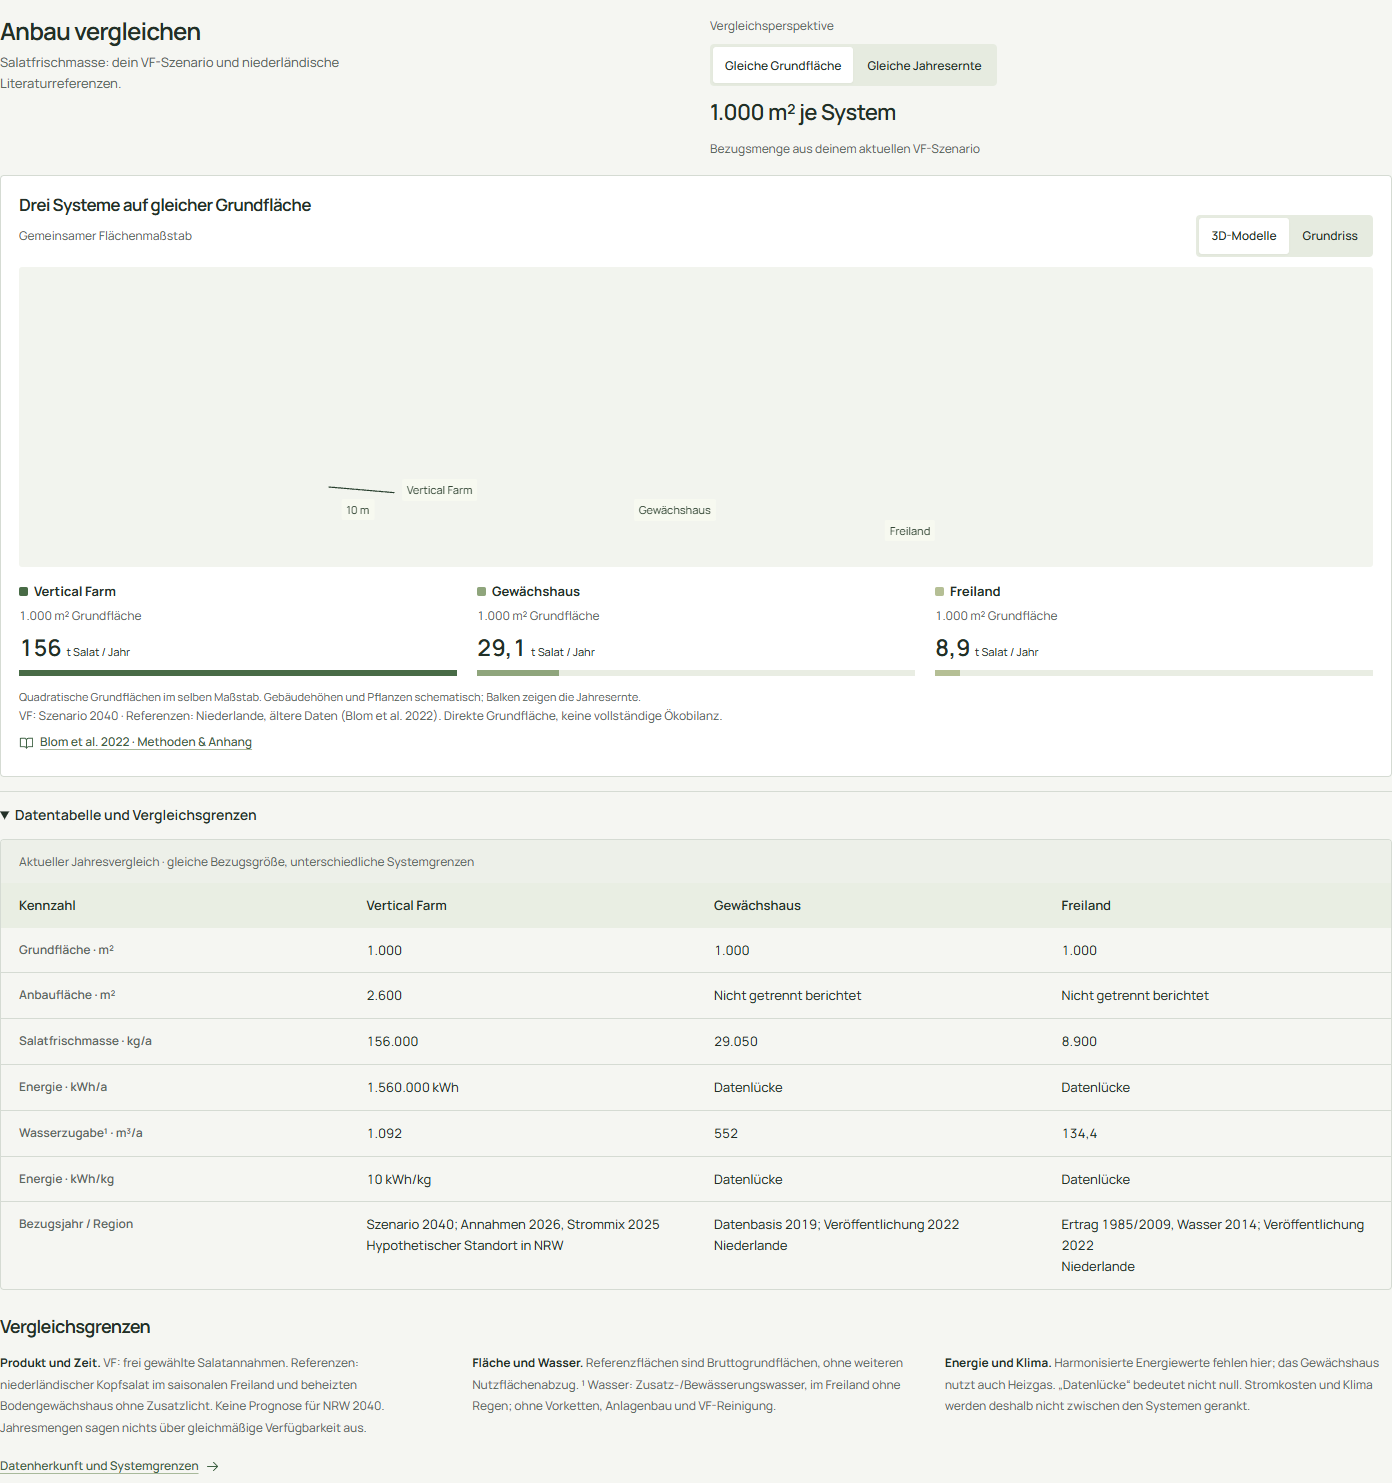 Anbau vergleichen
Salatfrischmasse: dein VF-Szenario und niederländische
Literaturreferenzen.
Vergleichsperspektive
Gleiche Grundfläche
Gleiche Jahresernte
1.000 m² je System
Bezugsmenge aus deinem aktuellen VF-Szenario
Drei Systeme auf gleicher Grundfläche
Gemeinsamer Flächenmaßstab
3D-Modelle
Grundriss
Vertical Farm
10 m
Gewächshaus
Freiland
Vertical Farm
1.000 m² Grundfläche
156 t Salat / Jahr
Gewächshaus
1.000 m² Grundfläche
29,1 t Salat / Jahr
Freiland
1.000 m² Grundfläche
8,9 t Salat / Jahr
Quadratische Grundflächen im selben Maßstab. Gebäudehöhen und Pflanzen schematisch; Balken zeigen die Jahresernte.
VF: Szenario 2040 · Referenzen: Niederlande, ältere Daten (Blom et al. 2022). Direkte Grundfläche, keine vollständige Ökobilanz.
Blom et al. 2022 · Methoden & Anhang
▼ Datentabelle und Vergleichsgrenzen
Aktueller Jahresvergleich · gleiche Bezugsgröße, unterschiedliche Systemgrenzen
Kennzahl Vertical Farm Gewächshaus Freiland
Grundfläche · m² 1.000 1.000 1.000
Anbaufläche · m² 2.600 Nicht getrennt berichtet Nicht getrennt berichtet
Salatfrischmasse · kg/a 156.000 29.050 8.900
Energie · kWh/a 1.560.000 kWh Datenlücke Datenlücke
Wasserzugabe¹ · m³/a 1.092 552 134,4
Energie · kWh/kg 10 kWh/kg Datenlücke Datenlücke
Bezugsjahr / Region
Szenario 2040; Annahmen 2026, Strommix 2025
Hypothetischer Standort in NRW
Datenbasis 2019; Veröffentlichung 2022
Niederlande
Ertrag 1985/2009, Wasser 2014; Veröffentlichung
2022
Niederlande
Vergleichsgrenzen
Produkt und Zeit. VF: frei gewählte Salatannahmen. Referenzen:
niederländischer Kopfsalat im saisonalen Freiland und beheizten
Bodengewächshaus ohne Zusatzlicht. Keine Prognose für NRW 2040.
Jahresmengen sagen nichts über gleichmäßige Verfügbarkeit aus.
Fläche und Wasser. Referenzflächen sind Bruttogrundflächen, ohne weiteren
Nutzflächenabzug. ¹ Wasser: Zusatz-/Bewässerungswasser, im Freiland ohne
Regen; ohne Vorketten, Anlagenbau und VF-Reinigung.
Energie und Klima. Harmonisierte Energiewerte fehlen hier; das Gewächshaus
nutzt auch Heizgas. „Datenlücke“ bedeutet nicht null. Stromkosten und Klima
werden deshalb nicht zwischen den Systemen gerankt.
Datenherkunft und Systemgrenzen →